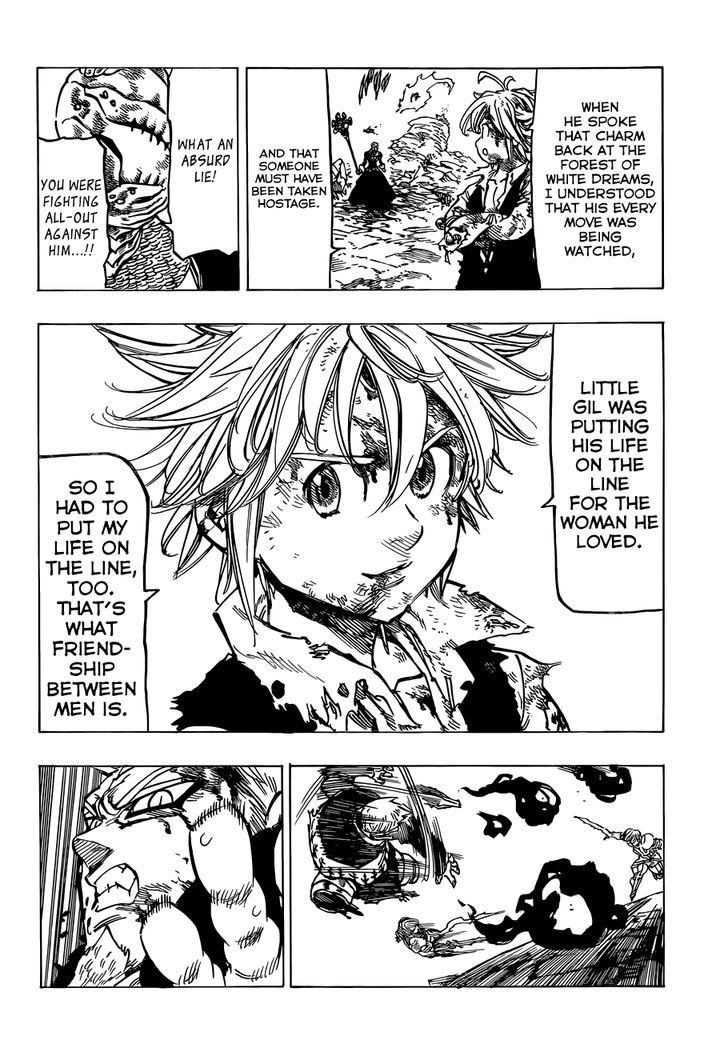 WHEN
HE SPOKE
THAT CHARM
BACK AT THE
FOREST OF
WHITE DREAMS,
I UNDERSTOOD
THAT HIS EVERY
MOVE WAS
BEING
WATCHED,
AND THAT
SOMEONE
MUST HAVE
BEEN TAKEN
HOSTAGE.
WHAT AN
ABSURD
LIE!
YOU WERE
FIGHTING
ALL-OUT
AGAINST
HIM...!!
LITTLE
GIL WAS
PUTTING
HIS LIFE
ON THE
LINE
FOR THE
WOMAN HE
LOVED.
SO I
HAD TO
PUT MY
LIFE ON
THE LINE,
TOO.
THAT'S
WHAT
FRIEND-
SHIP
BETWEEN
MEN IS.